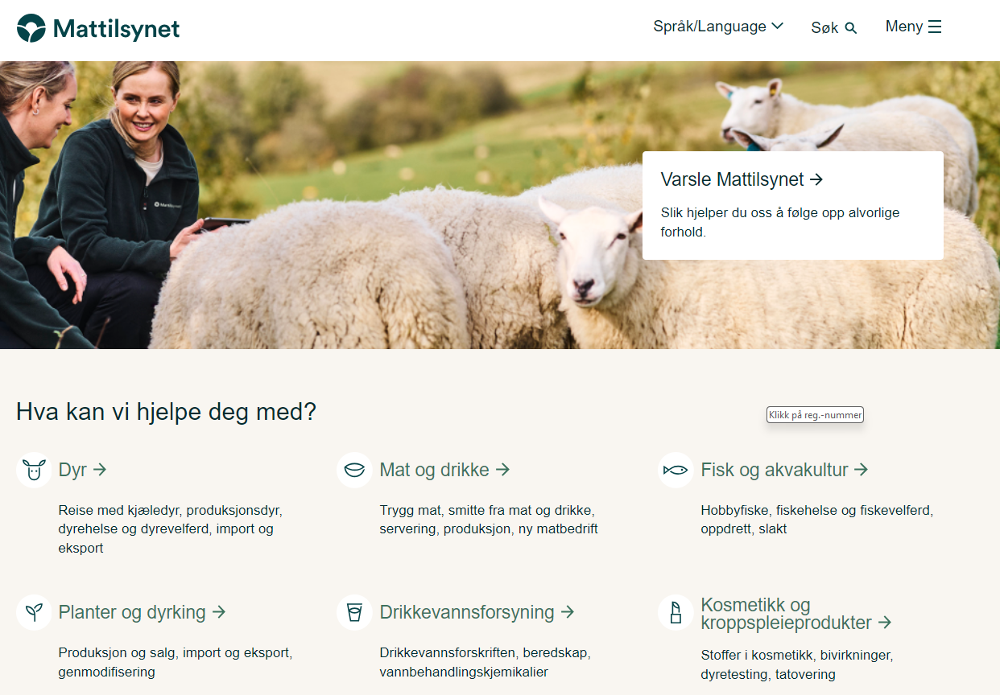 Mattilsynet
Språk/Language
Søk
Meny
Mattilsynet
Varsle Mattilsynet →
Slik hjelper du oss å følge opp alvorlige
forhold.
Hva kan vi hjelpe deg med?
Klikk på reg.-nummer
Dyr →
Reise med kjæledyr, produksjonsdyr,
dyrehelse og dyrevelferd, import og
eksport
Mat og drikke →
Trygg mat, smitte fra mat og drikke,
servering, produksjon, ny matbedrift
Fisk og akvakultur →
Hobbyfiske, fiskehelse og fiskevelferd,
oppdrett, slakt
Planter og dyrking →
Produksjon og salg, import og eksport,
genmodifisering
Drikkevannsforsyning →
Drikkevannsforskriften, beredskap,
vannbehandlingskjemikalier
Kosmetikk og
kroppspleieprodukter →
Stoffer i kosmetikk, bivirkninger,
dyretesting, tatovering